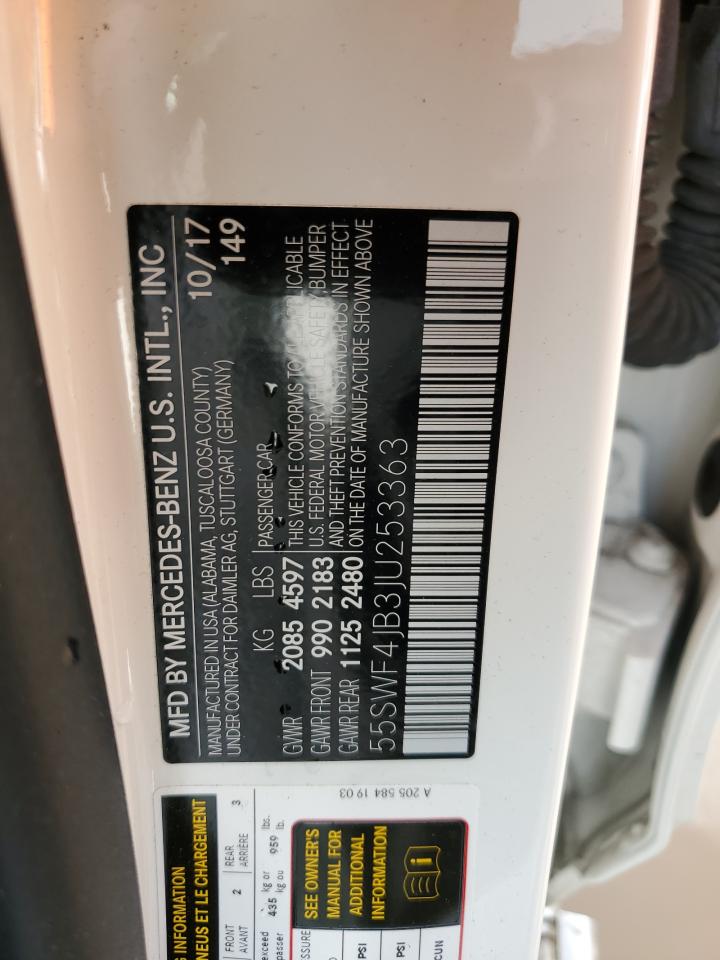 MFD BY MERCEDES-BENZ U.S. INTL., INC
MANUFACTURED IN USA (ALABAMA, TUSCALOOSA COUNTY) 10/17
UNDER CONTRACT FOR DAIMLER AG, STUTTGART (GERMANY) 149
KG LBS PASSENGER CAR
GVWR 2085 4597 THIS VEHICLE CONFORMS TO APPLICABLE
GAWR FRONT 990 2183 U.S. FEDERAL MOTOR VEHICLE SAFETY, BUMPER
GAWR REAR 1125 2480 AND THEFT PREVENTION STANDARDS IN EFFECT
ON THE DATE OF MANUFACTURE SHOWN ABOVE
55SWF4JB3JU253363
INFORMATION
NEUS ET LE CHARGEMENT
FRONT 2 REAR 3
AVANT ARRIÈRE
exceed 435 kg or 959 lbs.
passer kg ou lb.
SSURE
PSI
PSI
CUN
SEE OWNER'S
MANUAL FOR
ADDITIONAL
INFORMATION
A 205 584 19 03